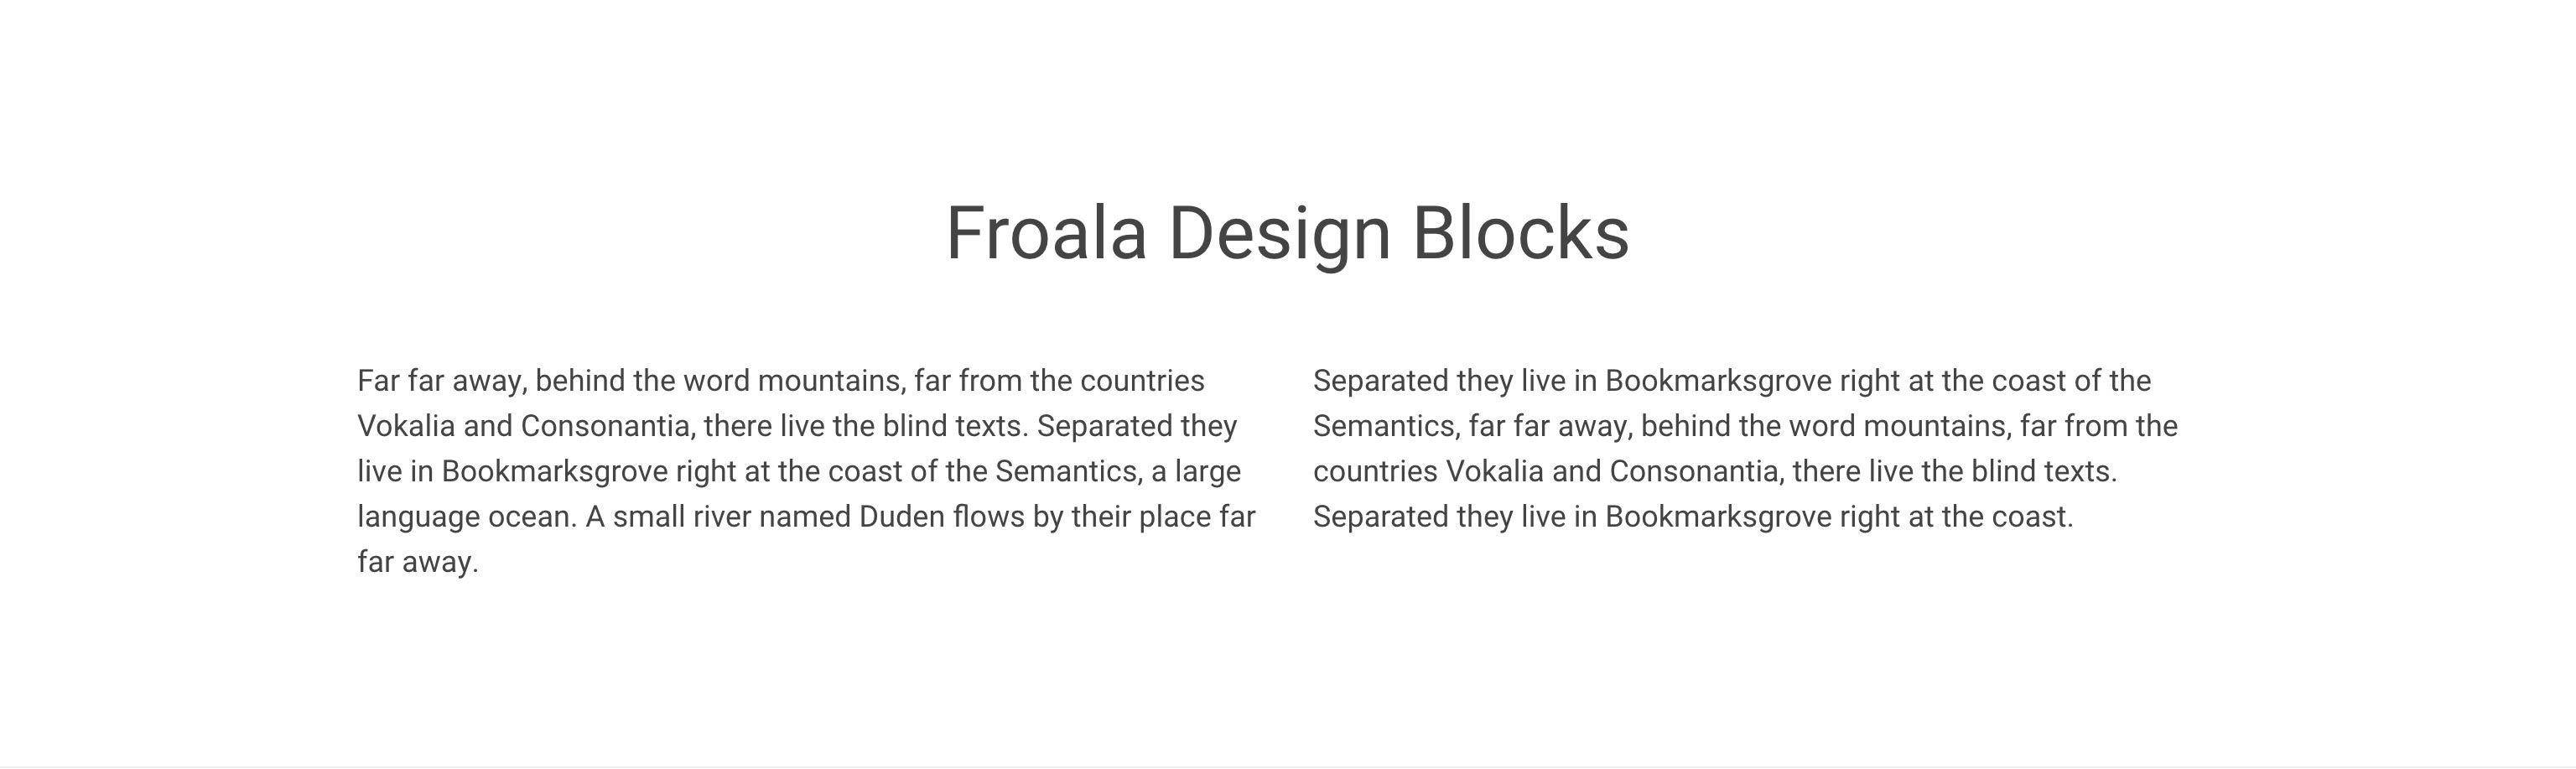 Froala Design Blocks
Far far away, behind the word mountains, far from the countries
Vokalia and Consonantia, there live the blind texts. Separated they
live in Bookmarksgrove right at the coast of the Semantics, a large
language ocean. A small river named Duden flows by their place far
far away.
Separated they live in Bookmarksgrove right at the coast of the
Semantics, far far away, behind the word mountains, far from the
countries Vokalia and Consonantia, there live the blind texts.
Separated they live in Bookmarksgrove right at the coast.